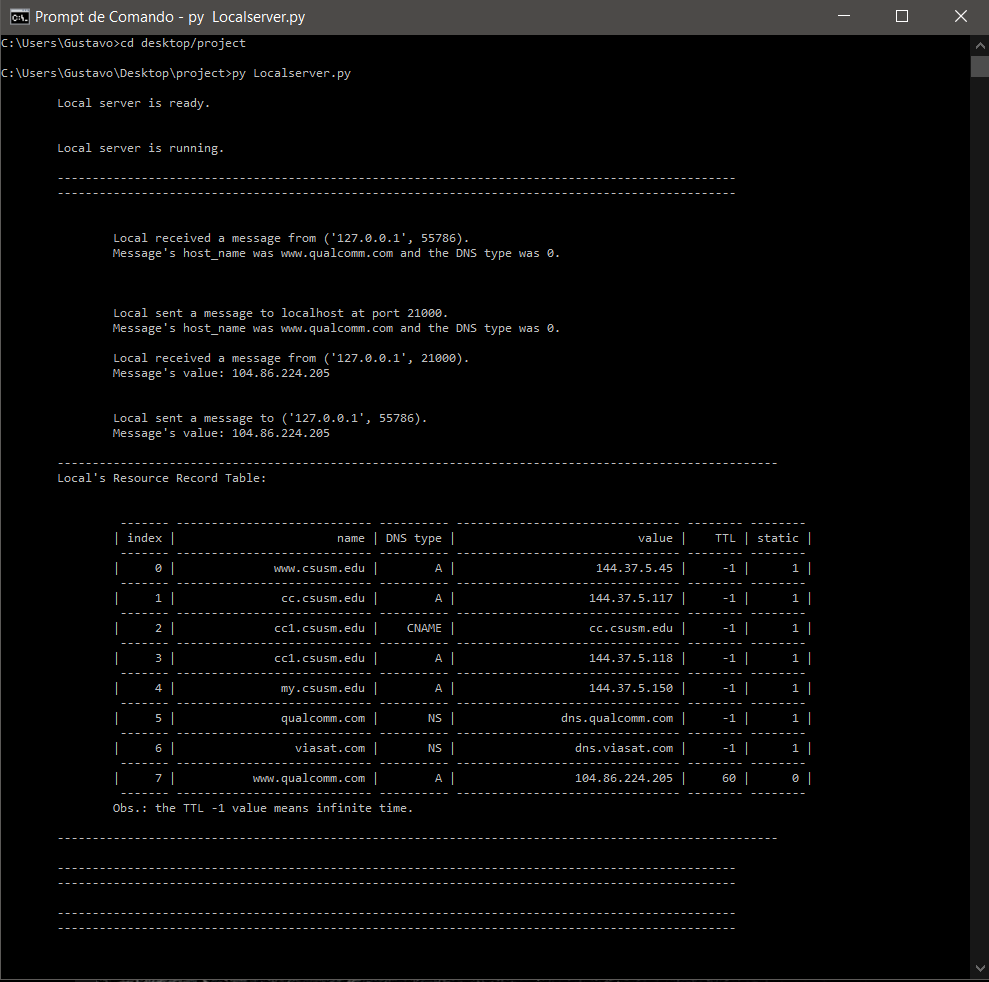 Prompt de Comando - py  Localserver.py
C:\Users\Gustavo>cd desktop/project
C:\Users\Gustavo\Desktop\project>py Localserver.py
Local server is ready.
Local server is running.
-------------------------------------------------------------------------------------------------
-------------------------------------------------------------------------------------------------
Local received a message from ('127.0.0.1', 55786).
Message's host_name was www.qualcomm.com and the DNS type was 0.
Local sent a message to localhost at port 21000.
Message's host_name was www.qualcomm.com and the DNS type was 0.
Local received a message from ('127.0.0.1', 21000).
Message's value: 104.86.224.205
Local sent a message to ('127.0.0.1', 55786).
Message's value: 104.86.224.205
-------------------------------------------------------------------------------------------------------
Local's Resource Record Table:
------- ---------------------------- ---------- -------------------------------- -------- --------
| index |                       name | DNS type |                          value |    TTL | static |
------- ---------------------------- ---------- -------------------------------- -------- --------
|     0 |              www.csusm.edu |        A |                    144.37.5.45 |     -1 |      1 |
------- ---------------------------- ---------- -------------------------------- -------- --------
|     1 |               cc.csusm.edu |        A |                   144.37.5.117 |     -1 |      1 |
------- ---------------------------- ---------- -------------------------------- -------- --------
|     2 |              cc1.csusm.edu |    CNAME |                   cc.csusm.edu |     -1 |      1 |
------- ---------------------------- ---------- -------------------------------- -------- --------
|     3 |              cc1.csusm.edu |        A |                   144.37.5.118 |     -1 |      1 |
------- ---------------------------- ---------- -------------------------------- -------- --------
|     4 |               my.csusm.edu |        A |                   144.37.5.150 |     -1 |      1 |
------- ---------------------------- ---------- -------------------------------- -------- --------
|     5 |               qualcomm.com |       NS |               dns.qualcomm.com |     -1 |      1 |
------- ---------------------------- ---------- -------------------------------- -------- --------
|     6 |                 viasat.com |       NS |                 dns.viasat.com |     -1 |      1 |
------- ---------------------------- ---------- -------------------------------- -------- --------
|     7 |           www.qualcomm.com |        A |                 104.86.224.205 |     60 |      0 |
------- ---------------------------- ---------- -------------------------------- -------- --------
Obs.: the TTL -1 value means infinite time.
-------------------------------------------------------------------------------------------------------
-------------------------------------------------------------------------------------------------
-------------------------------------------------------------------------------------------------
-------------------------------------------------------------------------------------------------
-------------------------------------------------------------------------------------------------